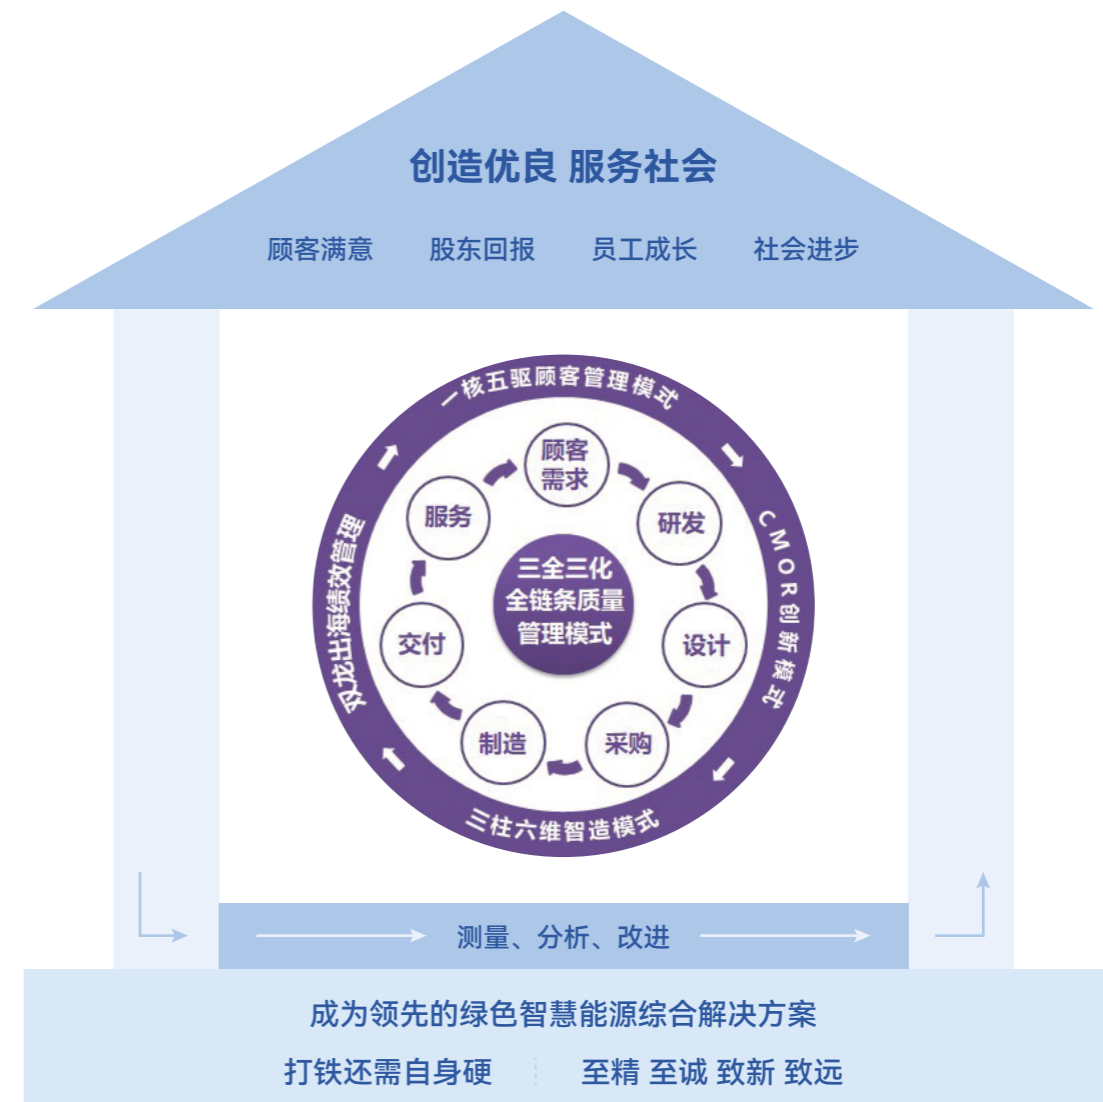 创造优良 服务社会
顾客满意 股东回报 员工成长 社会进步
一核五驱顾客管理模式
CMOR创新模式
三柱六维智造模式
双龙出海绩效管理
顾客
需求
研发
设计
采购
制造
交付
服务
三全三化
全链条质量
管理模式
测量、分析、改进
成为领先的绿色智慧能源综合解决方案
打铁还需自身硬 至精 至诚 致新 致远